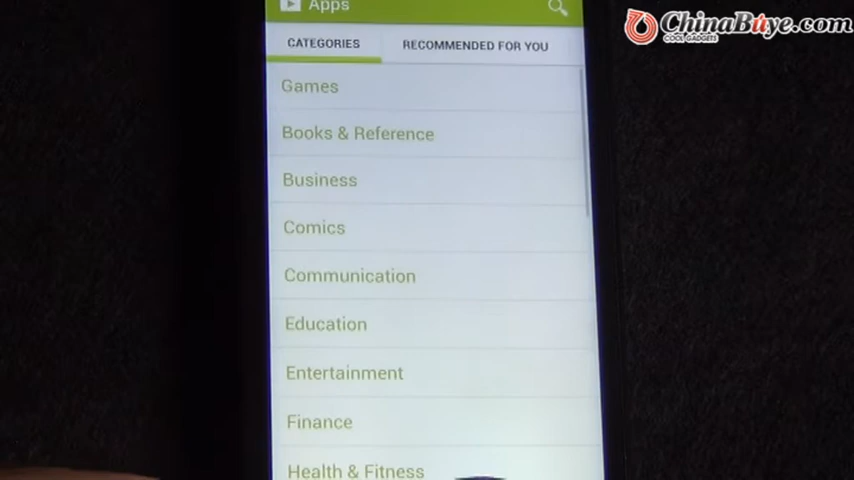 Apps
ChinaBuye.com
COOL GADGETS
CATEGORIES
RECOMMENDED FOR YOU
Games
Books & Reference
Business
Comics
Communication
Education
Entertainment
Finance
Health & Fitness